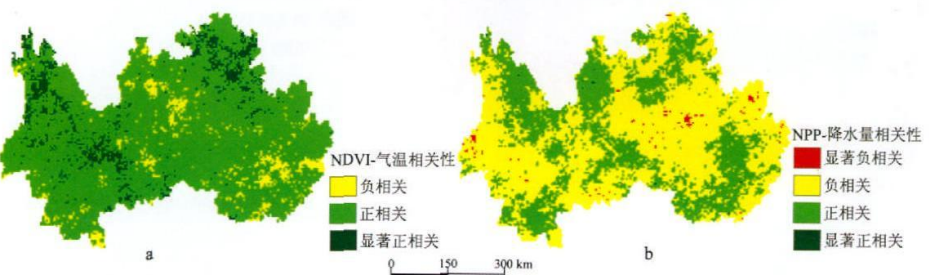 NDVI-气温相关性
负相关
正相关
显著正相关
a
NPP-降水量相关性
显著负相关
负相关
正相关
显著正相关
b
0 150 300 km